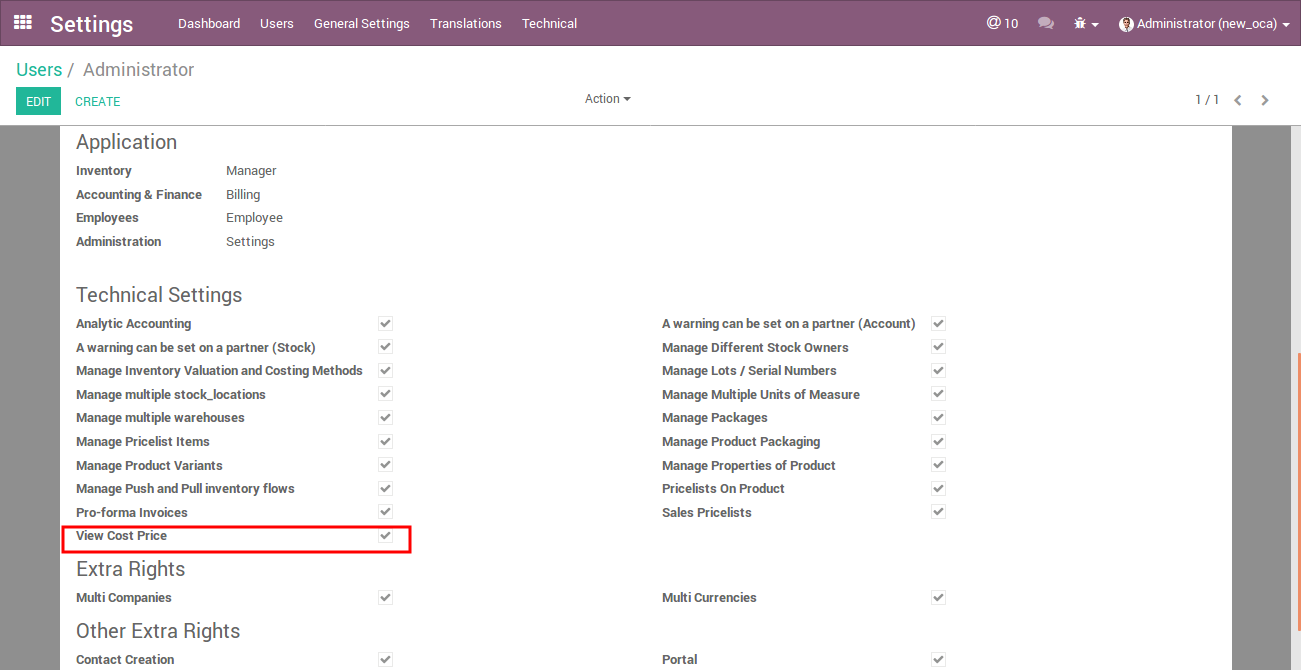 Settings Dashboard Users General Settings Translations Technical 10 Administrator (new_oca)
Users / Administrator
EDIT CREATE Action 1 / 1
Application
Inventory Manager
Accounting & Finance Billing
Employees Employee
Administration Settings
Technical Settings
Analytic Accounting A warning can be set on a partner (Account)
A warning can be set on a partner (Stock) Manage Different Stock Owners
Manage Inventory Valuation and Costing Methods Manage Lots / Serial Numbers
Manage multiple stock_locations Manage Multiple Units of Measure
Manage multiple warehouses Manage Packages
Manage Pricelist Items Manage Product Packaging
Manage Product Variants Manage Properties of Product
Manage Push and Pull inventory flows Pricelists On Product
Pro-forma Invoices Sales Pricelists
View Cost Price
Extra Rights
Multi Companies Multi Currencies
Other Extra Rights
Contact Creation Portal